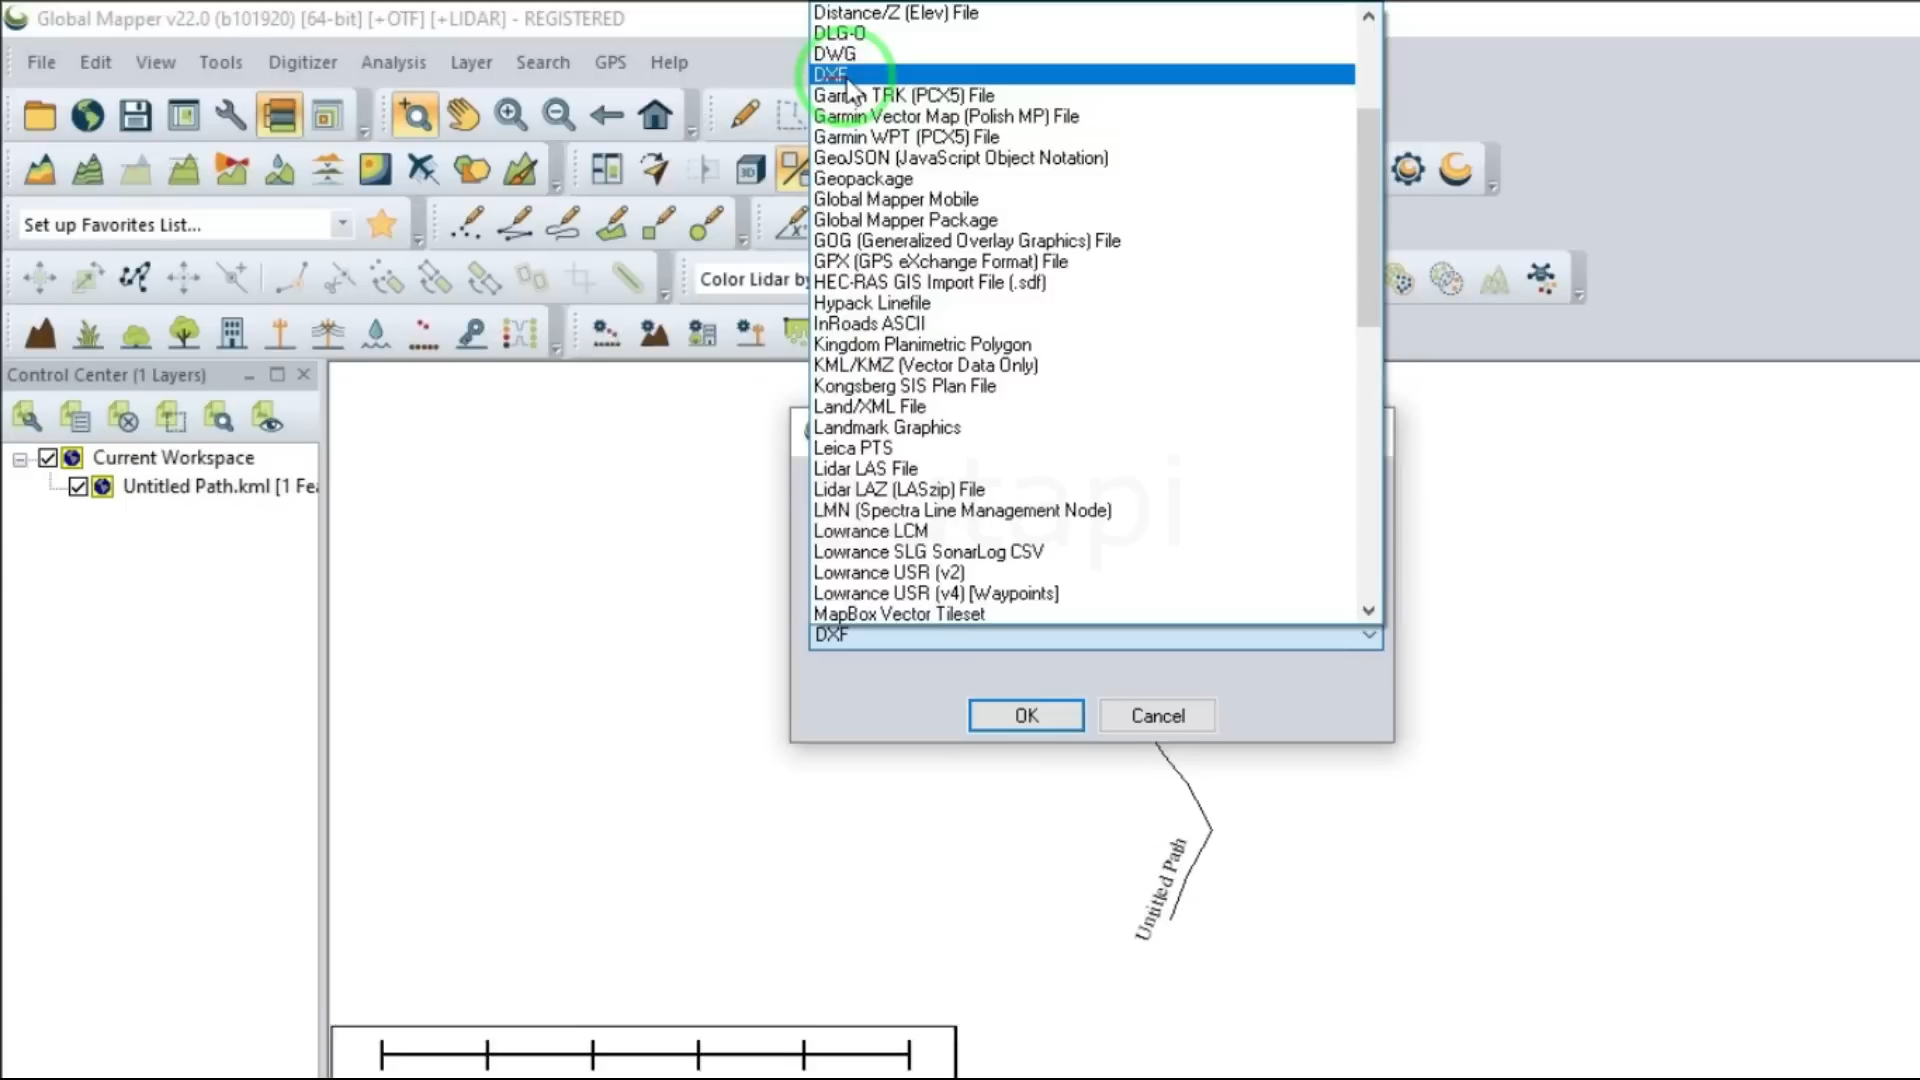 Global Mapper v22.0 (b101920) [64-bit] [+OTF] [+LIDAR] - REGISTERED
File Edit View Tools Digitizer Analysis Layer Search GPS Help
Set up Favorites List...
Color Lidar by
Control Center (1 Layers)
Current Workspace
Untitled Path.kml [1 Fea
Distance/Z (Elev) File
DLG-O
DWG
DXF
Garmin TRK (PCX5) File
Garmin Vector Map (Polish MP) File
Garmin WPT (PCX5) File
GeoJSON (JavaScript Object Notation)
Geopackage
Global Mapper Mobile
Global Mapper Package
GOG (Generalized Overlay Graphics) File
GPX (GPS eXchange Format) File
HEC-RAS GIS Import File (.sdf)
Hypack Linefile
InRoads ASCII
Kingdom Planimetric Polygon
KML/KMZ (Vector Data Only)
Kongsberg SIS Plan File
Land/XML File
Landmark Graphics
Leica PTS
Lidar LAS File
Lidar LAZ (LASzip) File
LMN (Spectra Line Management Node)
Lowrance LCM
Lowrance SLG SonarLog CSV
Lowrance USR (v2)
Lowrance USR (v4) [Waypoints]
MapBox Vector Tileset
DXF
OK Cancel
Untitled Path